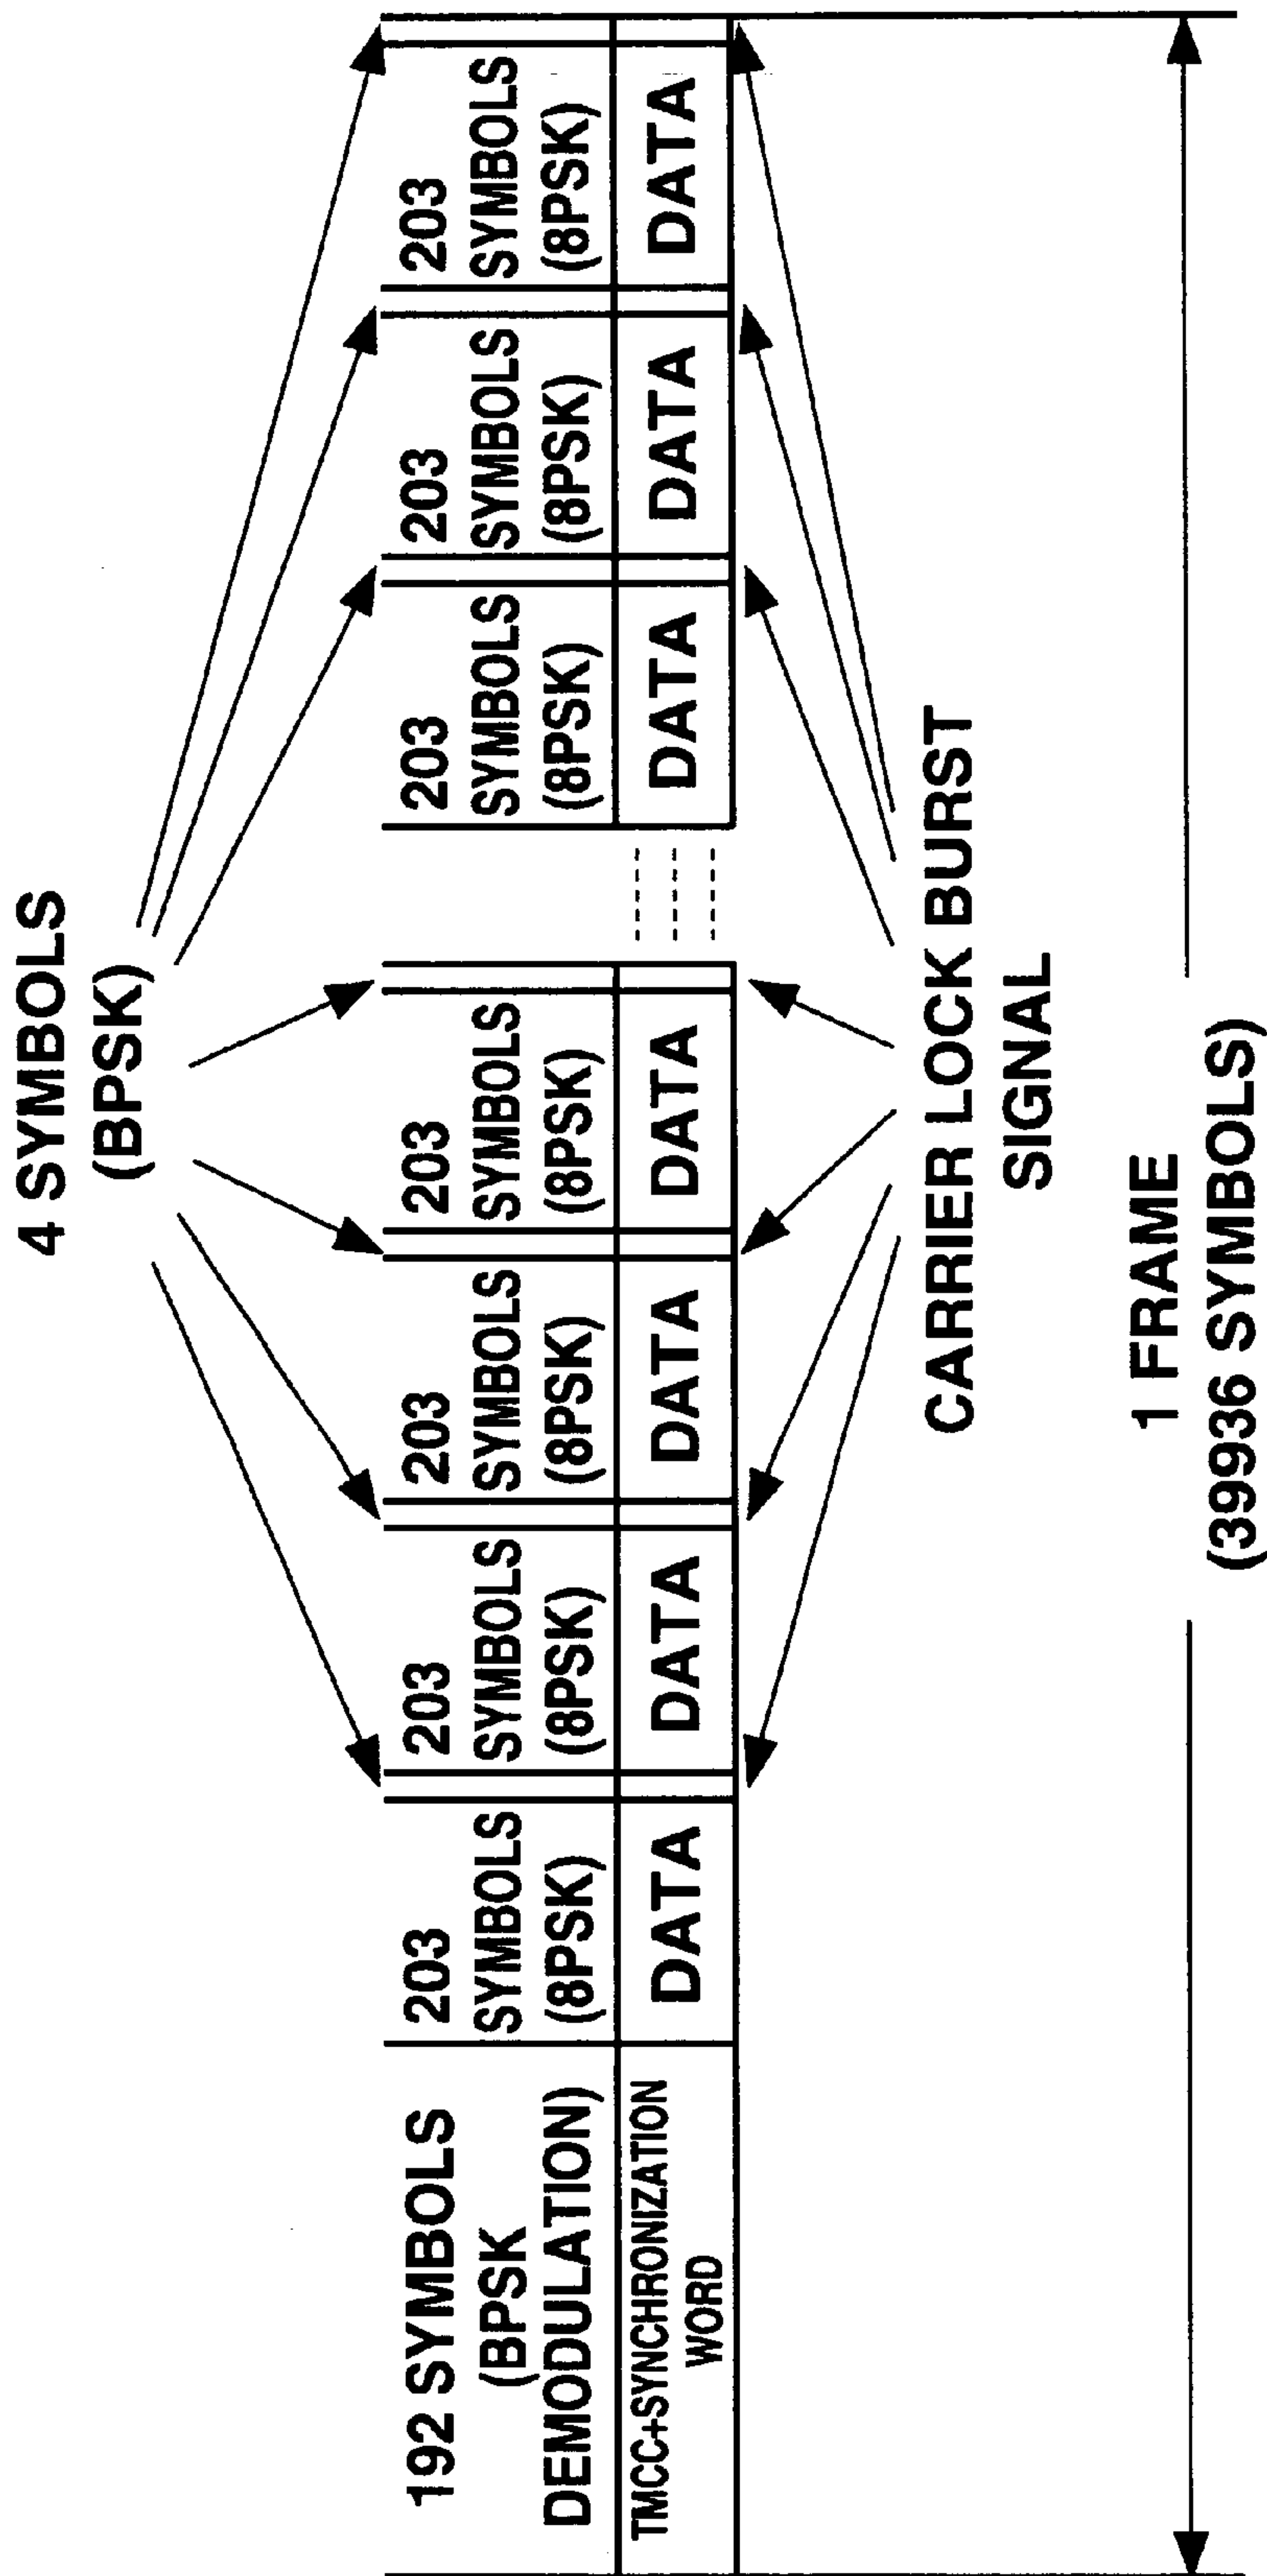 4 SYMBOLS
(BPSK)
192 SYMBOLS
(BPSK
DEMODULATION)
203
SYMBOLS
(8PSK)
203
SYMBOLS
(8PSK)
203
SYMBOLS
(8PSK)
203
SYMBOLS
(8PSK)
203
SYMBOLS
(8PSK)
203
SYMBOLS
(8PSK)
203
SYMBOLS
(8PSK)
TMCC+SYNCHRONIZATION
WORD
DATA
DATA
DATA
DATA
DATA
DATA
DATA
CARRIER LOCK BURST
SIGNAL
1 FRAME
(39936 SYMBOLS)